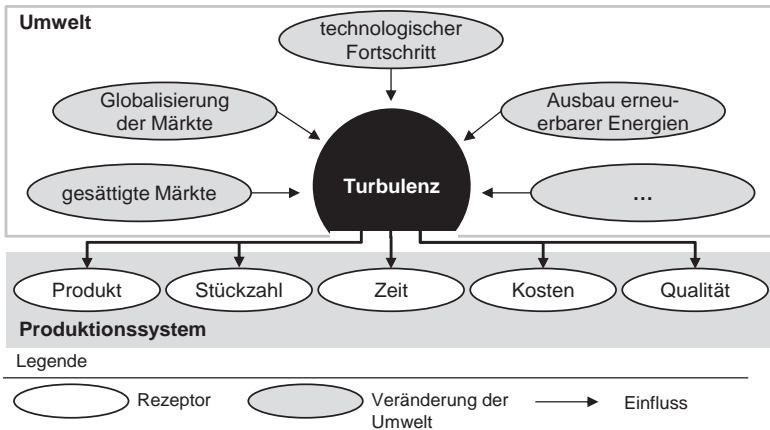 Umwelt
technologischer
Fortschritt
Globalisierung
der Märkte
Ausbau erneu-
erbarer Energien
gesättigte Märkte
Turbulenz
...
Produkt
Stückzahl
Zeit
Kosten
Qualität
Produktionssystem
Legende
Rezeptor
Veränderung der
Umwelt
Einfluss